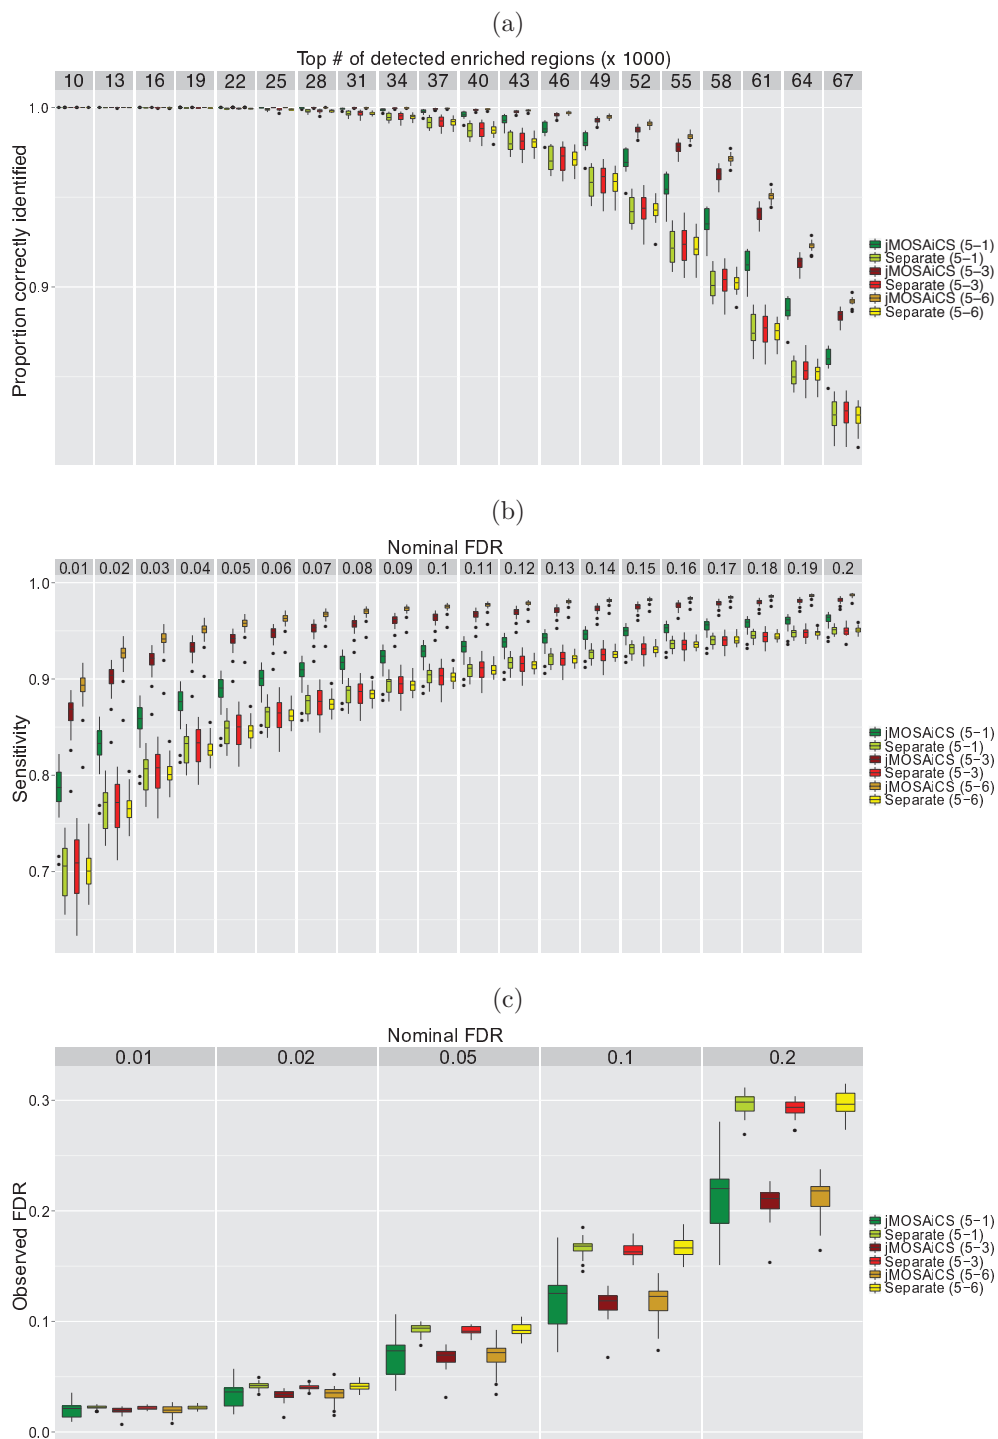 (a)
Top # of detected enriched regions (x 1000)
10 13 16 19 22 25 28 31 34 37 40 43 46 49 52 55 58 61 64 67
Proportion correctly identified
1.0
0.9
jMOSAiCS (5–1)
Separate (5–1)
jMOSAiCS (5–3)
Separate (5–3)
jMOSAiCS (5–6)
Separate (5–6)
(b)
Nominal FDR
0.01 0.02 0.03 0.04 0.05 0.06 0.07 0.08 0.09 0.1 0.11 0.12 0.13 0.14 0.15 0.16 0.17 0.18 0.19 0.2
Sensitivity
1.0
0.9
0.8
0.7
jMOSAiCS (5−1)
Separate (5−1)
jMOSAiCS (5−3)
Separate (5−3)
jMOSAiCS (5−6)
Separate (5−6)
(c)
Nominal FDR
0.01 0.02 0.05 0.1 0.2
Observed FDR
0.3
0.2
0.1
0.0
jMOSAiCS (5−1)
Separate (5−1)
jMOSAiCS (5−3)
Separate (5−3)
jMOSAiCS (5−6)
Separate (5−6)